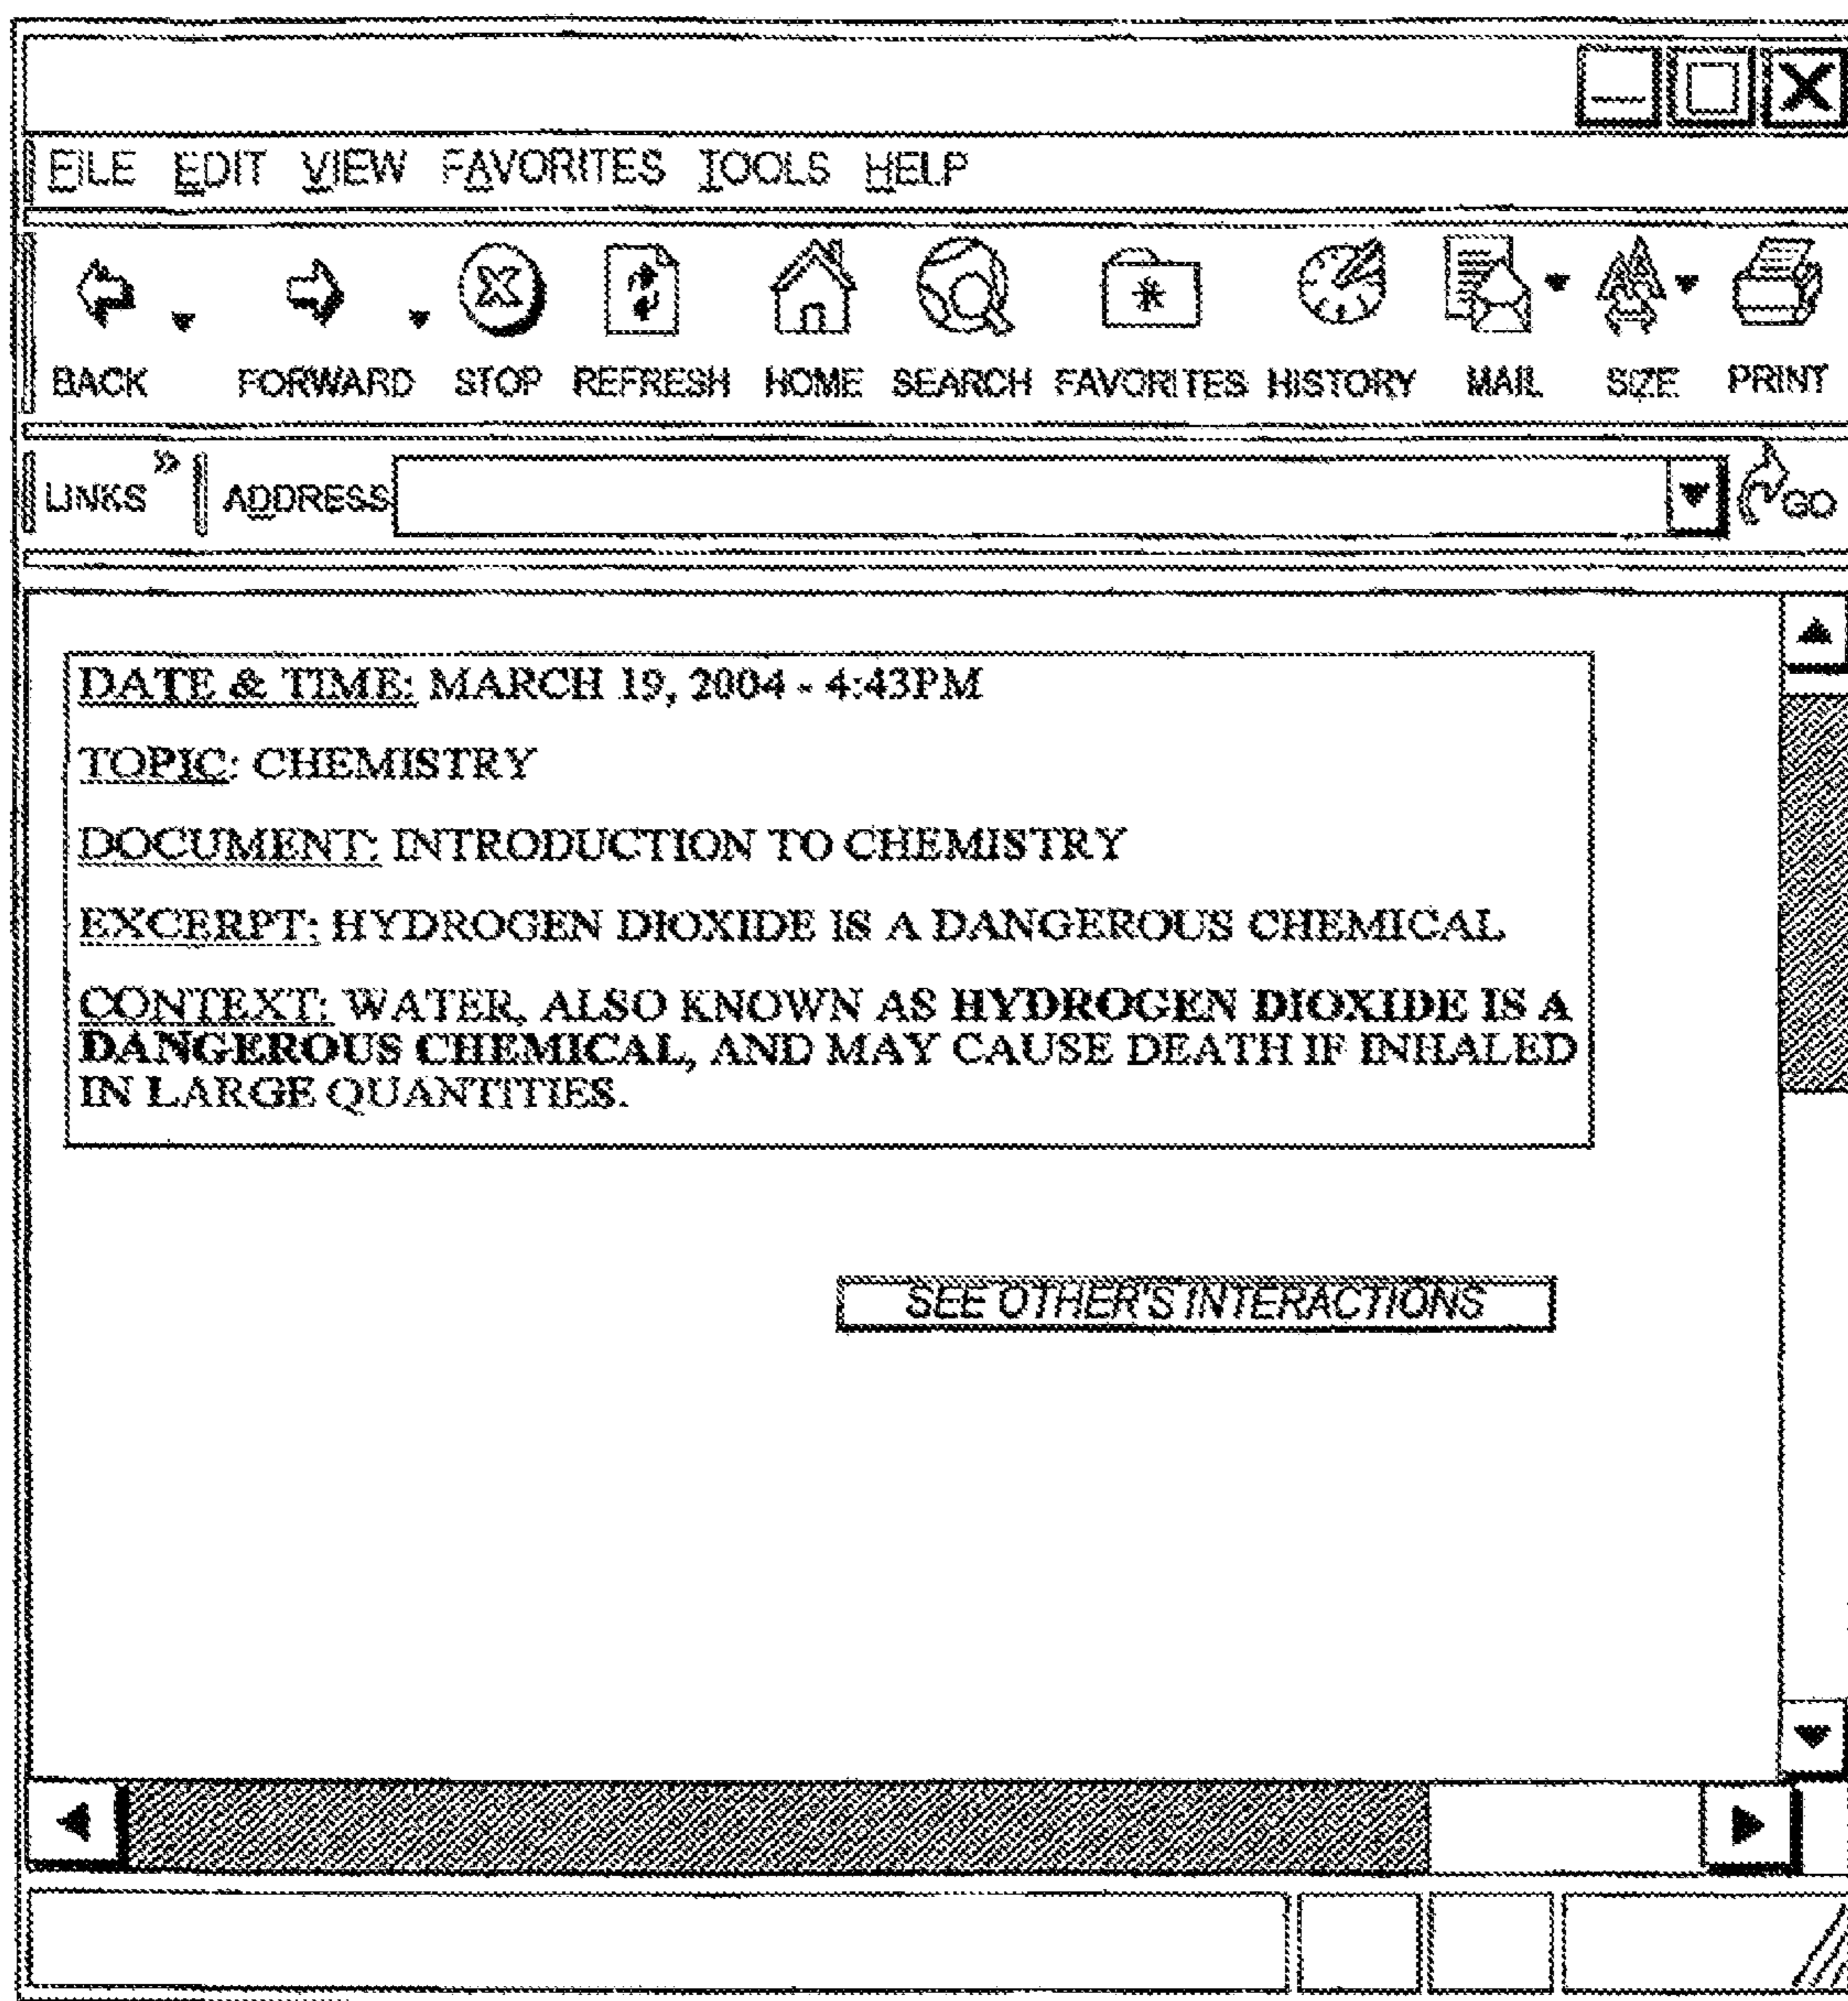 FILE EDIT VIEW FAVORITES TOOLS HELP
BACK FORWARD STOP REFRESH HOME SEARCH FAVORITES HISTORY MAIL SIZE PRINT
LINKS » ADDRESS GO
DATE & TIME: MARCH 19, 2004 - 4:43PM
TOPIC: CHEMISTRY
DOCUMENT: INTRODUCTION TO CHEMISTRY
EXCERPT: HYDROGEN DIOXIDE IS A DANGEROUS CHEMICAL
CONTEXT: WATER, ALSO KNOWN AS HYDROGEN DIOXIDE IS A
DANGEROUS CHEMICAL, AND MAY CAUSE DEATH IF INHALED
IN LARGE QUANTITIES.
SEE OTHER'S INTERACTIONS